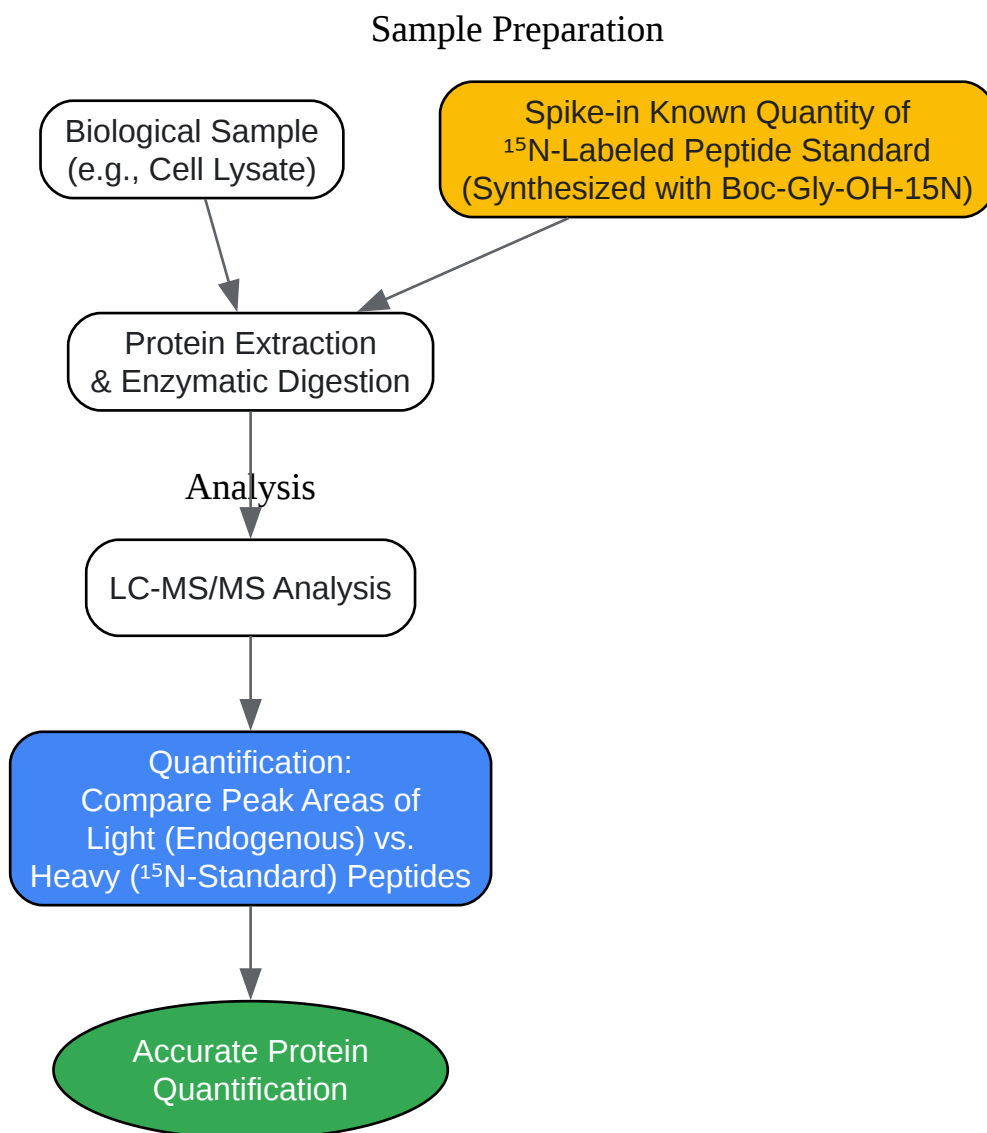 Sample Preparation
Biological Sample
(e.g., Cell Lysate)
Spike-in Known Quantity of
¹⁵N-Labeled Peptide Standard
(Synthesized with Boc-Gly-OH-15N)
Protein Extraction
& Enzymatic Digestion
Analysis
LC-MS/MS Analysis
Quantification:
Compare Peak Areas of
Light (Endogenous) vs.
Heavy (¹⁵N-Standard) Peptides
Accurate Protein
Quantification